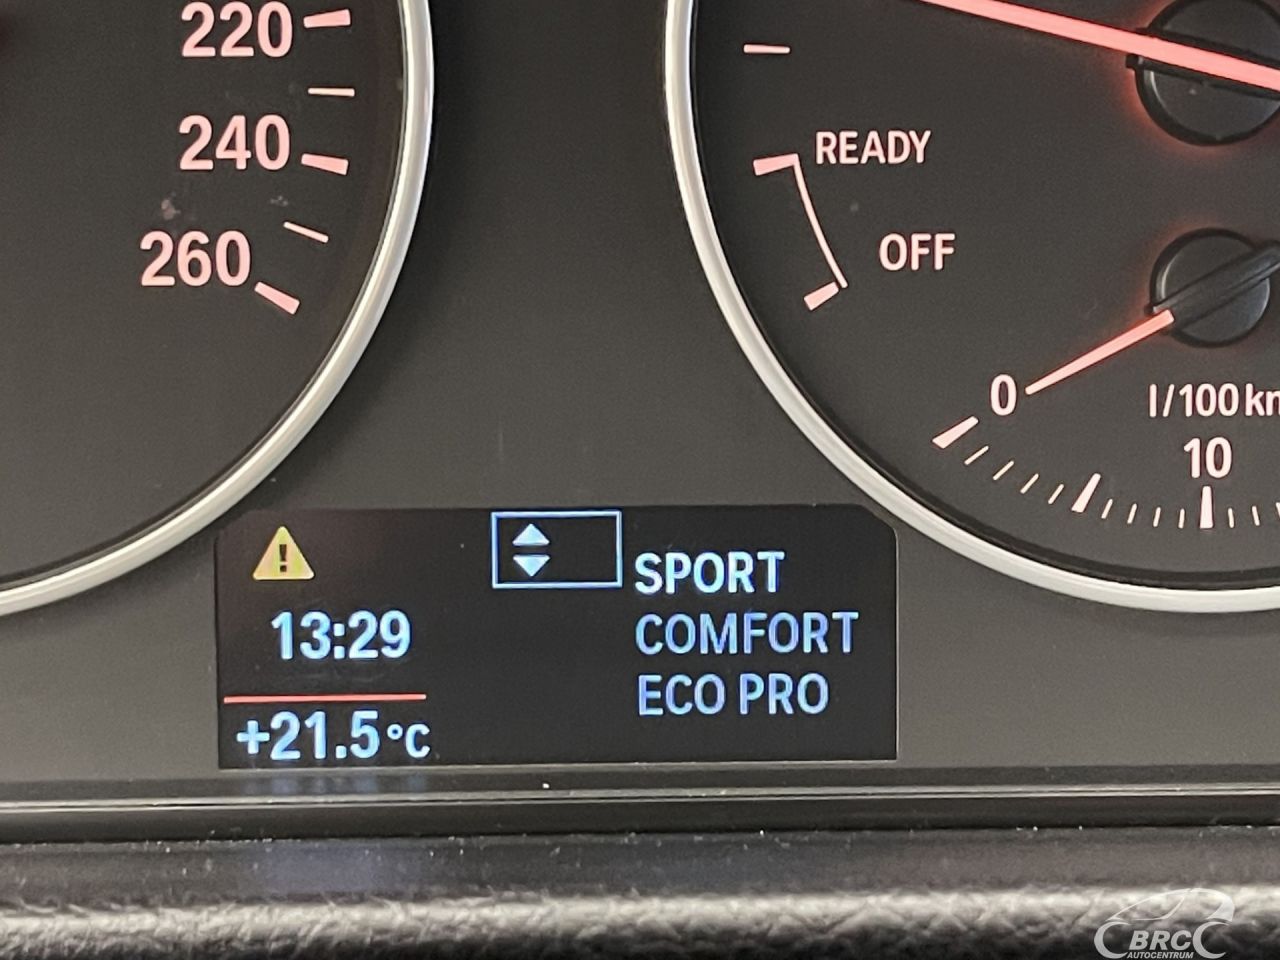 220
240
260
READY
OFF
0
l/100 km
10
SPORT
COMFORT
ECO PRO
13:29
+21.5 °C
BRC
AUTOCENTRUM